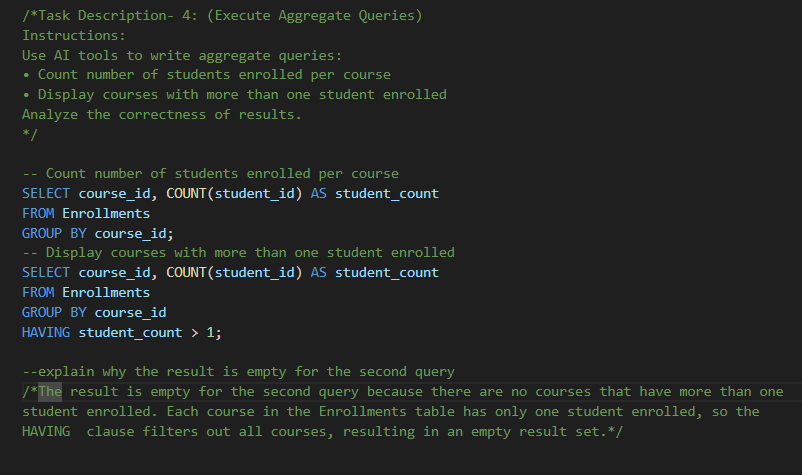 /*Task Description- 4: (Execute Aggregate Queries)
Instructions:
Use AI tools to write aggregate queries:
• Count number of students enrolled per course
• Display courses with more than one student enrolled
Analyze the correctness of results.
*/
-- Count number of students enrolled per course
SELECT course_id, COUNT(student_id) AS student_count
FROM Enrollments
GROUP BY course_id;
-- Display courses with more than one student enrolled
SELECT course_id, COUNT(student_id) AS student_count
FROM Enrollments
GROUP BY course_id
HAVING student_count > 1;
--explain why the result is empty for the second query
/*The result is empty for the second query because there are no courses that have more than one
student enrolled. Each course in the Enrollments table has only one student enrolled, so the
HAVING  clause filters out all courses, resulting in an empty result set.*/